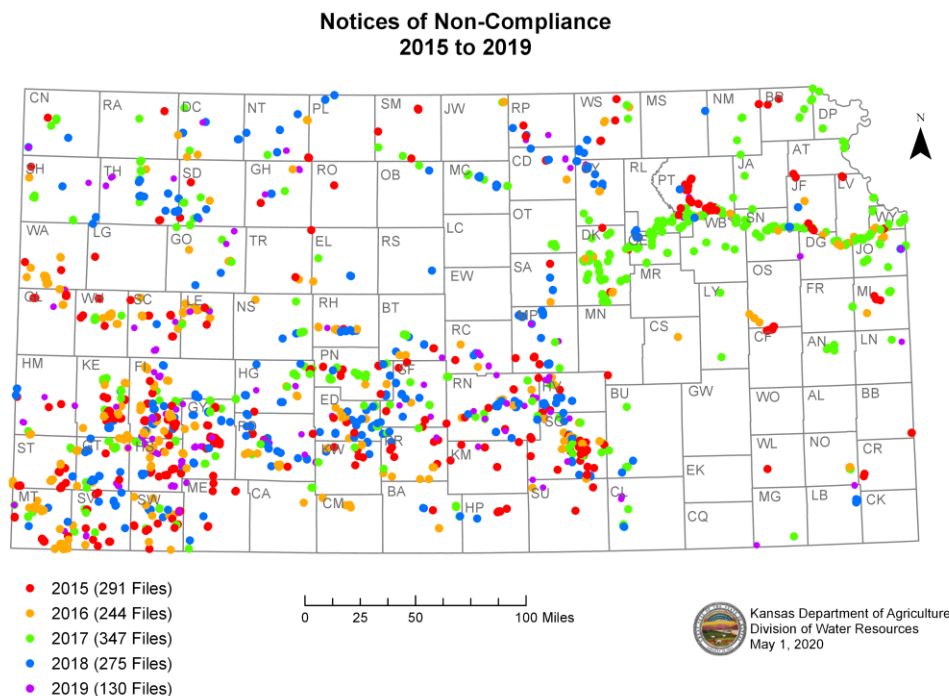 Notices of Non-Compliance
2015 to 2019
CN
RA
DC
NT
PL
SM
JW
RP
WS
MS
NM
BR
DP
N
SH
TH
SD
GH
RO
OB
MC
CD
CY
RL
PT
JA
AT
JF
LV
WY
WA
LG
GO
TR
EL
RS
LC
OT
DK
GE
WB
SN
DG
JO
EW
SA
MR
OS
GL
WH
SC
LE
NS
RH
BT
RC
MP
MN
LY
FR
MI
CS
CF
AN
LN
HM
KE
FI
HG
PN
SF
RN
HV
BU
GW
WO
AL
BB
GY
FO
ED
SG
ST
GT
HS
KW
PR
KM
WL
NO
CR
EK
MT
SV
SW
ME
CA
CM
BA
HP
SU
CL
CQ
MG
LB
CK
2015 (291 Files)
2016 (244 Files)
2017 (347 Files)
2018 (275 Files)
2019 (130 Files)
0 25 50 100 Miles
Kansas Department of Agriculture
Division of Water Resources
May 1, 2020